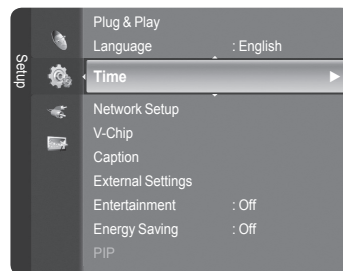 Setup
Plug & Play
Language : English
Time
Network Setup
V-Chip
Caption
External Settings
Entertainment : Off
Energy Saving : Off
PIP